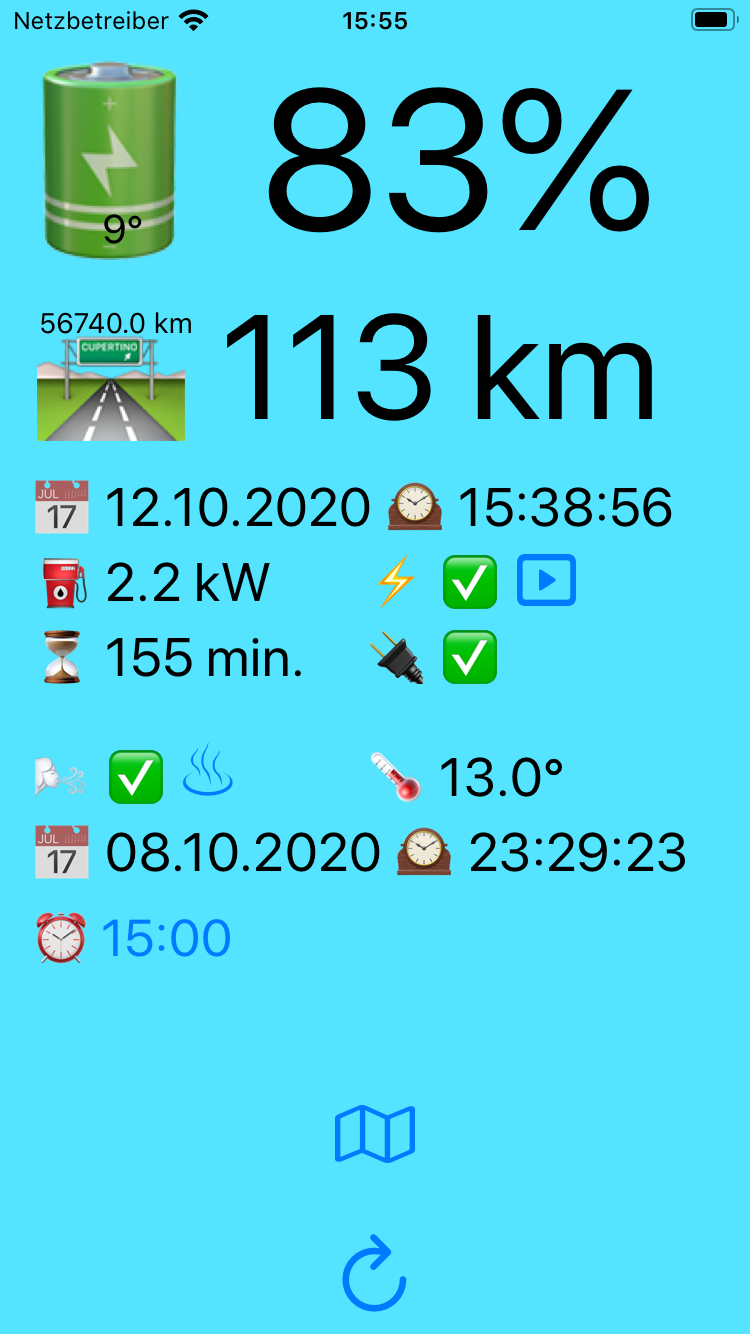 Netzbetreiber 15:55
83%
9°
56740.0 km
CUPERTINO
113 km
JUL 17 12.10.2020 15:38:56
2.2 kW
155 min.
13.0°
JUL 17 08.10.2020 23:29:23
15:00